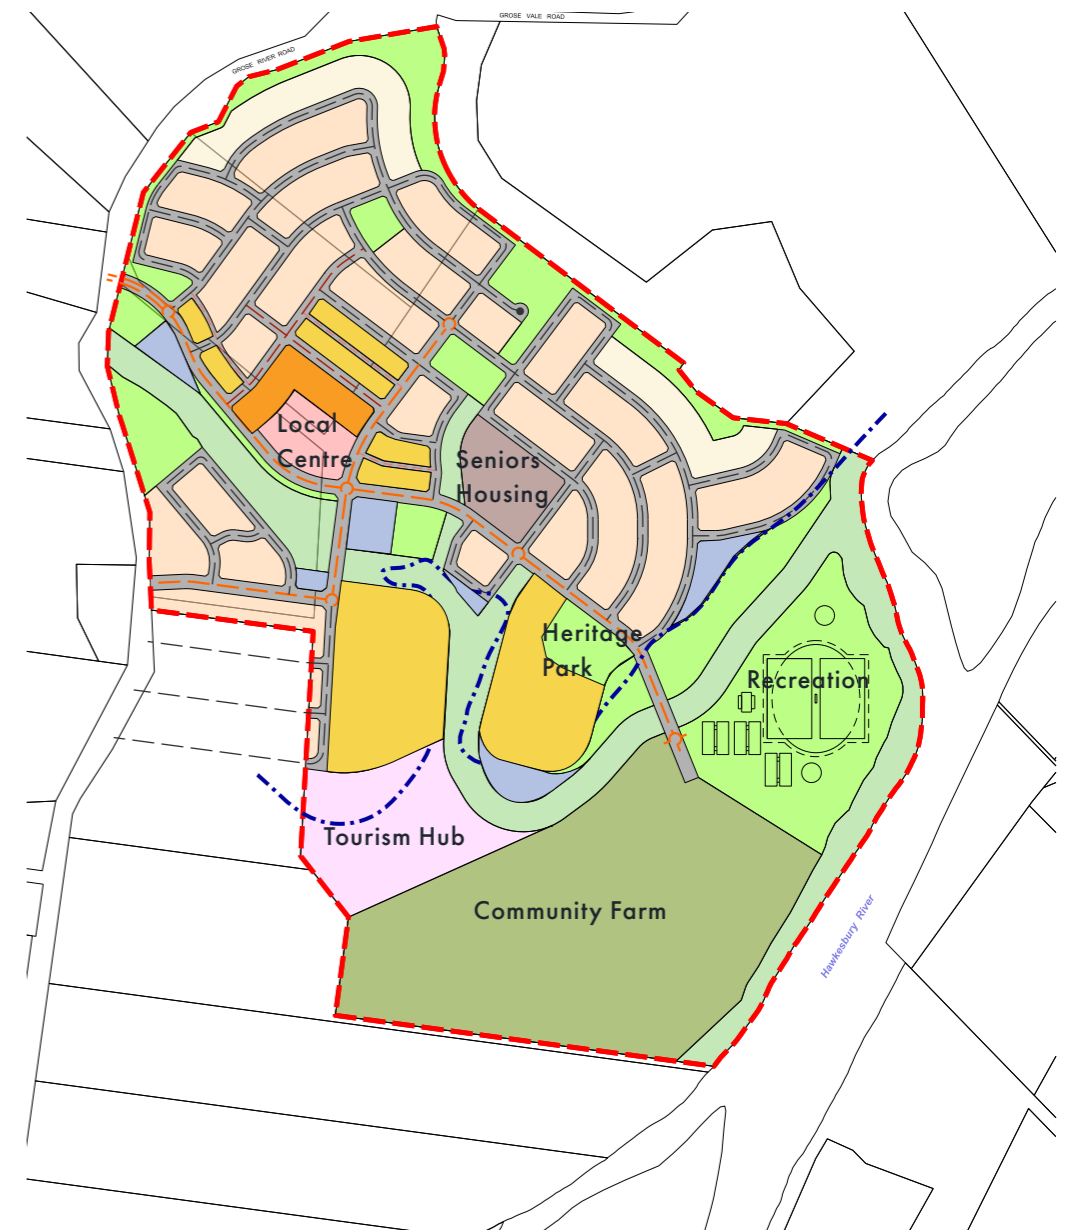 GROSE VALE ROAD
GROSE RIVER ROAD
Local
Centre
Seniors
Housing
Heritage
Park
Recreation
Tourism Hub
Community Farm
Hawkesbury River